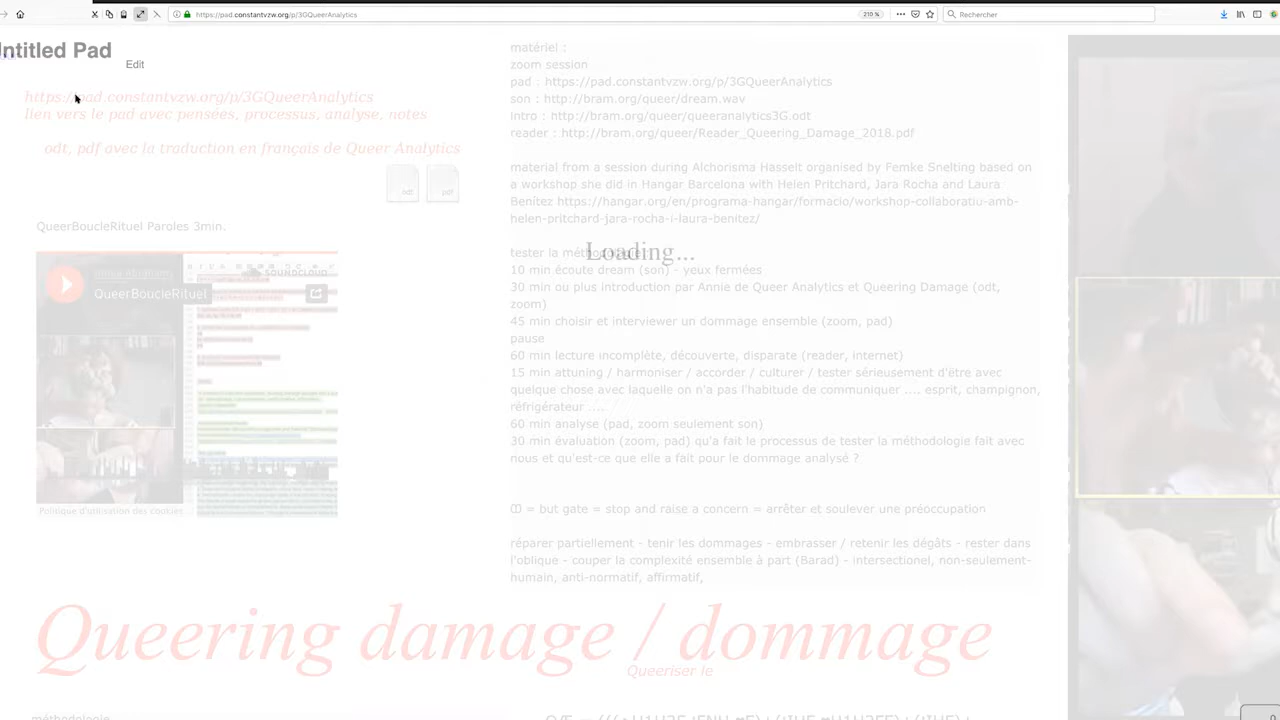 https://pad.constantvzw.org/p/3GQueerAnalytics
210 %
Rechercher
ntitled Pad
Edit
https://pad.constantvzw.org/p/3GQueerAnalytics
lien vers le pad avec pensées, processus, analyse, notes
odt, pdf avec la traduction en français de Queer Analytics
odt
pdf
QueerBoucleRituel Paroles 3min.
SOUNDCLOUD
QueerBoucleRituel
Politique d'utilisation des cookies
matériel :
zoom session
pad : https://pad.constantvzw.org/p/3GQueerAnalytics
son : http://bram.org/queer/dream.wav
Intro : http://bram.org/queer/queeranalytics3G.odt
reader : http://bram.org/queer/Reader_Queering_Damage_2018.pdf
material from a session during Alchorisma Hasselt organised by Femke Snelting based on
a workshop she did in Hangar Barcelona with Helen Pritchard, Jara Rocha and Laura
Benítez https://hangar.org/en/programa-hangar/formacio/workshop-collaboratiu-amb-
helen-pritchard-jara-rocha-i-laura-benitez/
tester la
Loading...
10 min écoute dream (son) - yeux fermées
30 min ou plus introduction par Annie de Queer Analytics et Queering Damage (odt,
zoom)
45 min choisir et interviewer un dommage ensemble (zoom, pad)
pause
60 min lecture incomplète, découverte, disparate (reader, internet)
15 min attuning / harmoniser / accorder / culturer / tester sérieusement d'être avec
quelque chose avec laquelle on n'a pas l'habitude de communiquer ...., esprit, champignon,
réfrigérateur ....
60 min analyse (pad, zoom seulement son)
30 min évaluation (zoom, pad) qu'a fait le processus de tester la méthodologie fait avec
nous et qu'est-ce que elle a fait pour le dommage analysé ?
= but gate = stop and raise a concern = arrêter et soulever une préoccupation
réparer partiellement - tenir les dommages - embrasser / retenir les dégâts - rester dans
l'oblique - couper la complexité ensemble à part (Barad) - intersectionel, non-seulement-
humain, anti-normatif, affirmatif,
Queering damage / dommage
Queeriser le
méthodologie